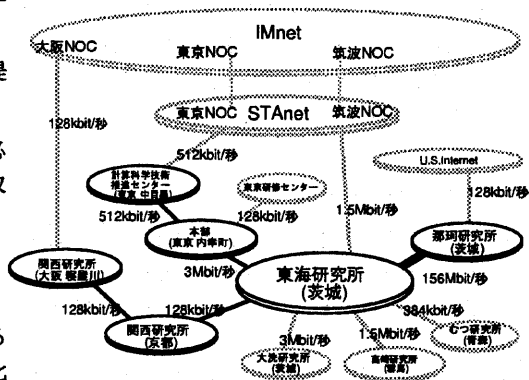 IMnet
大阪NOC
東京NOC
筑波NOC
是
東京NOC
STAnet
筑波NOC
128kbit/秒
512kbit/秒
U.S.Internet
計算科学技術
推進センター
(東京 中目黒)
東京研修センター
128kbit/秒
512kbit/秒
128kbit/秒
1.5Mbit/秒
本部
(東京 内幸町)
那珂研究所
(茨城)
関西研究所
(大阪 寝屋川)
3Mbit/秒
東海研究所
(茨城)
156Mbit/秒
128kbit/秒
128kbit/秒
384kbit/秒
関西研究所
(京都)
3Mbit/秒
1.5Mbit/秒
むつ研究所
(青森)
る
大洗研究所
(茨城)
高崎研究所
(群馬)